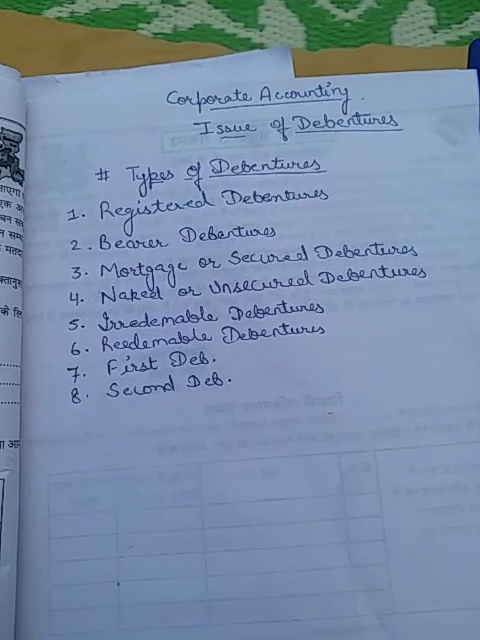 Corporate Accounting.
Issue of Debentures
# Types of Debentures
1. Registered Debentures
2. Bearer Debentures
3. Mortgage or Secured Debentures
4. Naked or Unsecured Debentures
5. Irredemable Debentures
6. Reedemable Debentures
7. First Deb.
8. Second Deb.